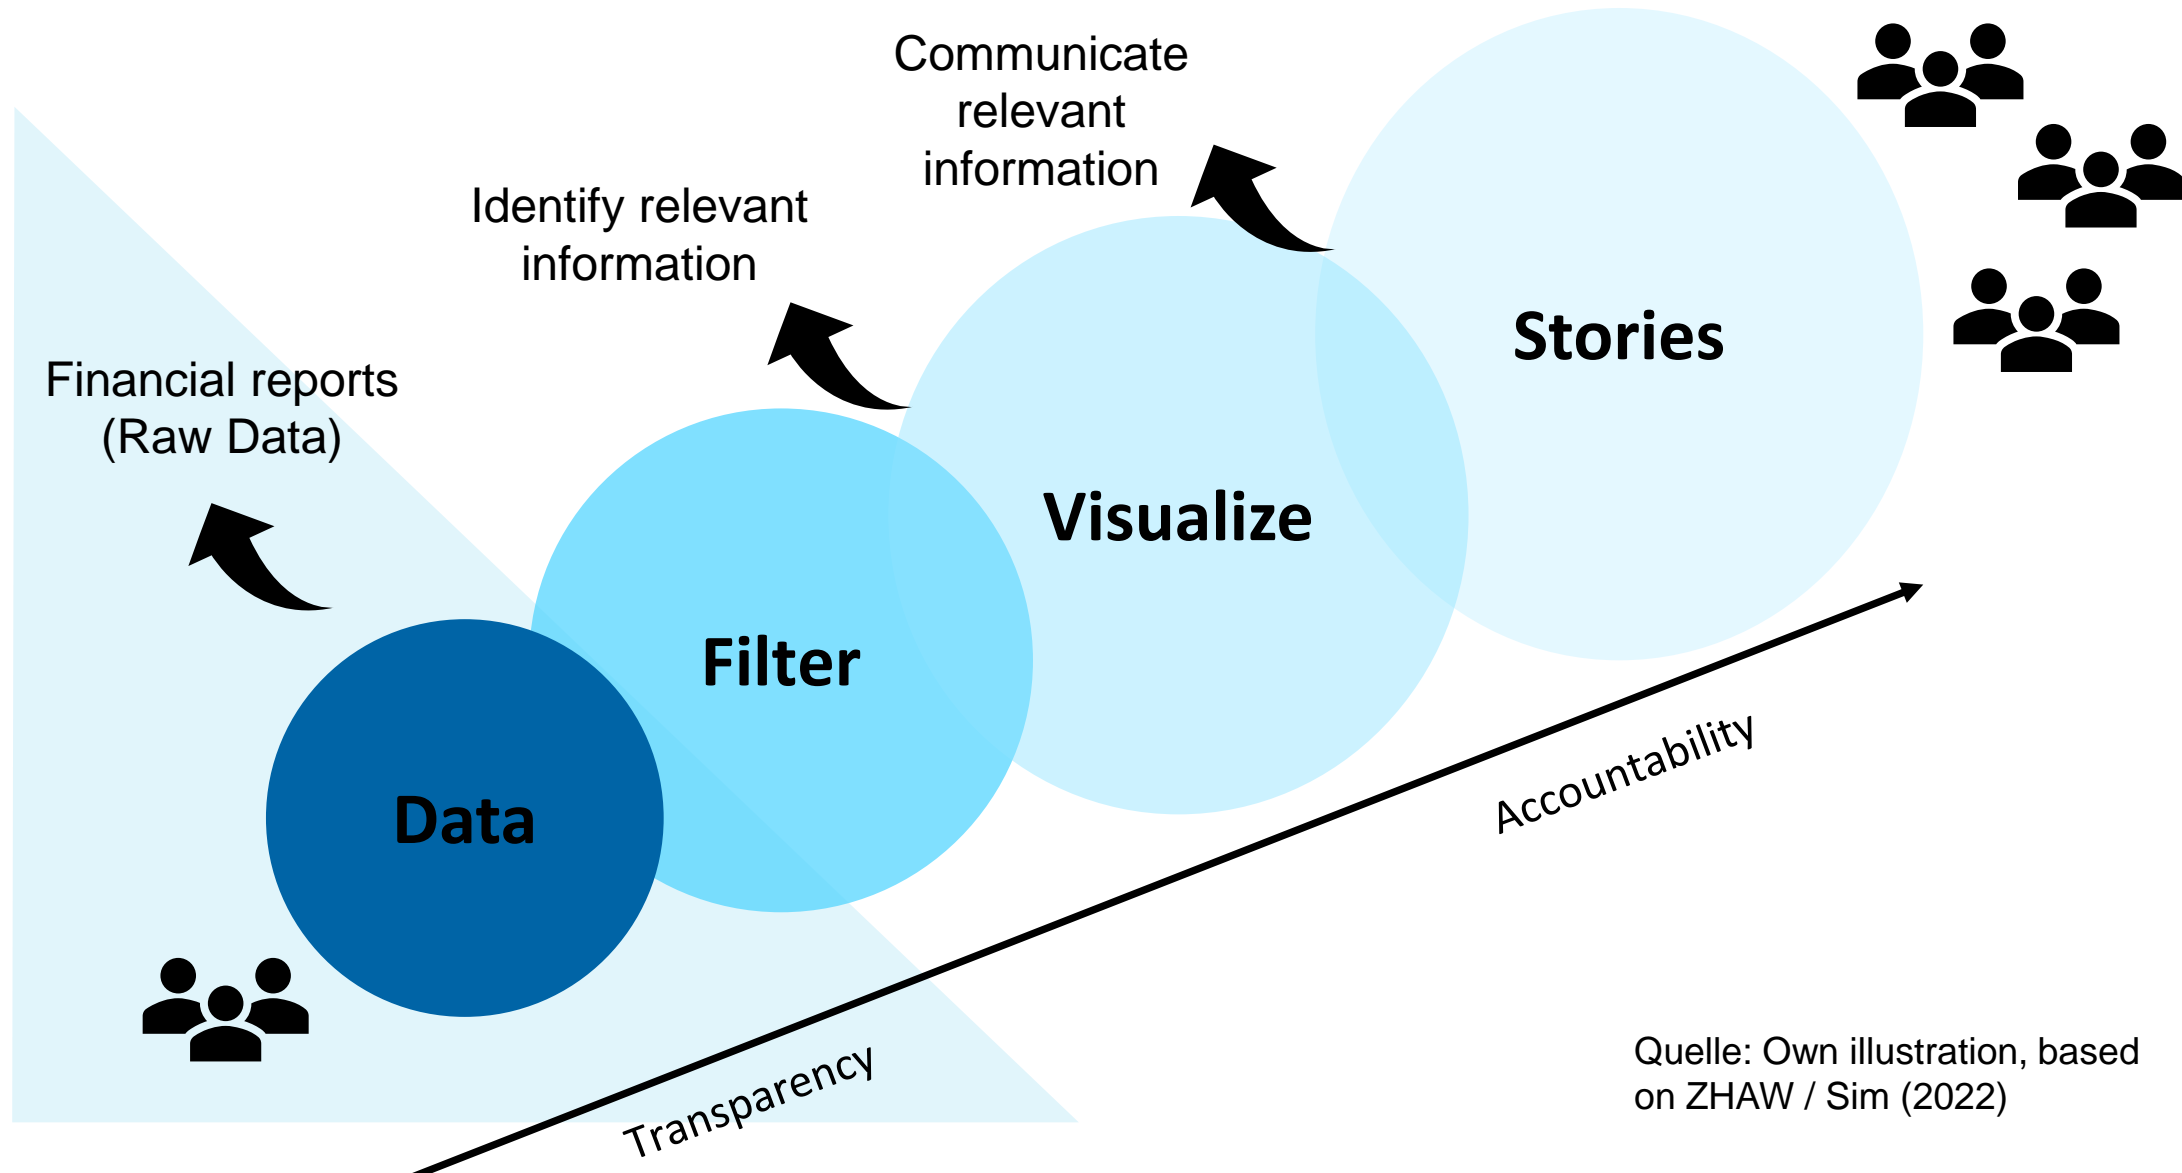 Communicate
relevant
information
Identify relevant
information
Financial reports
(Raw Data)
Stories
Visualize
Filter
Data
Accountability
Transparency
Quelle: Own illustration, based
on ZHAW / Sim (2022)